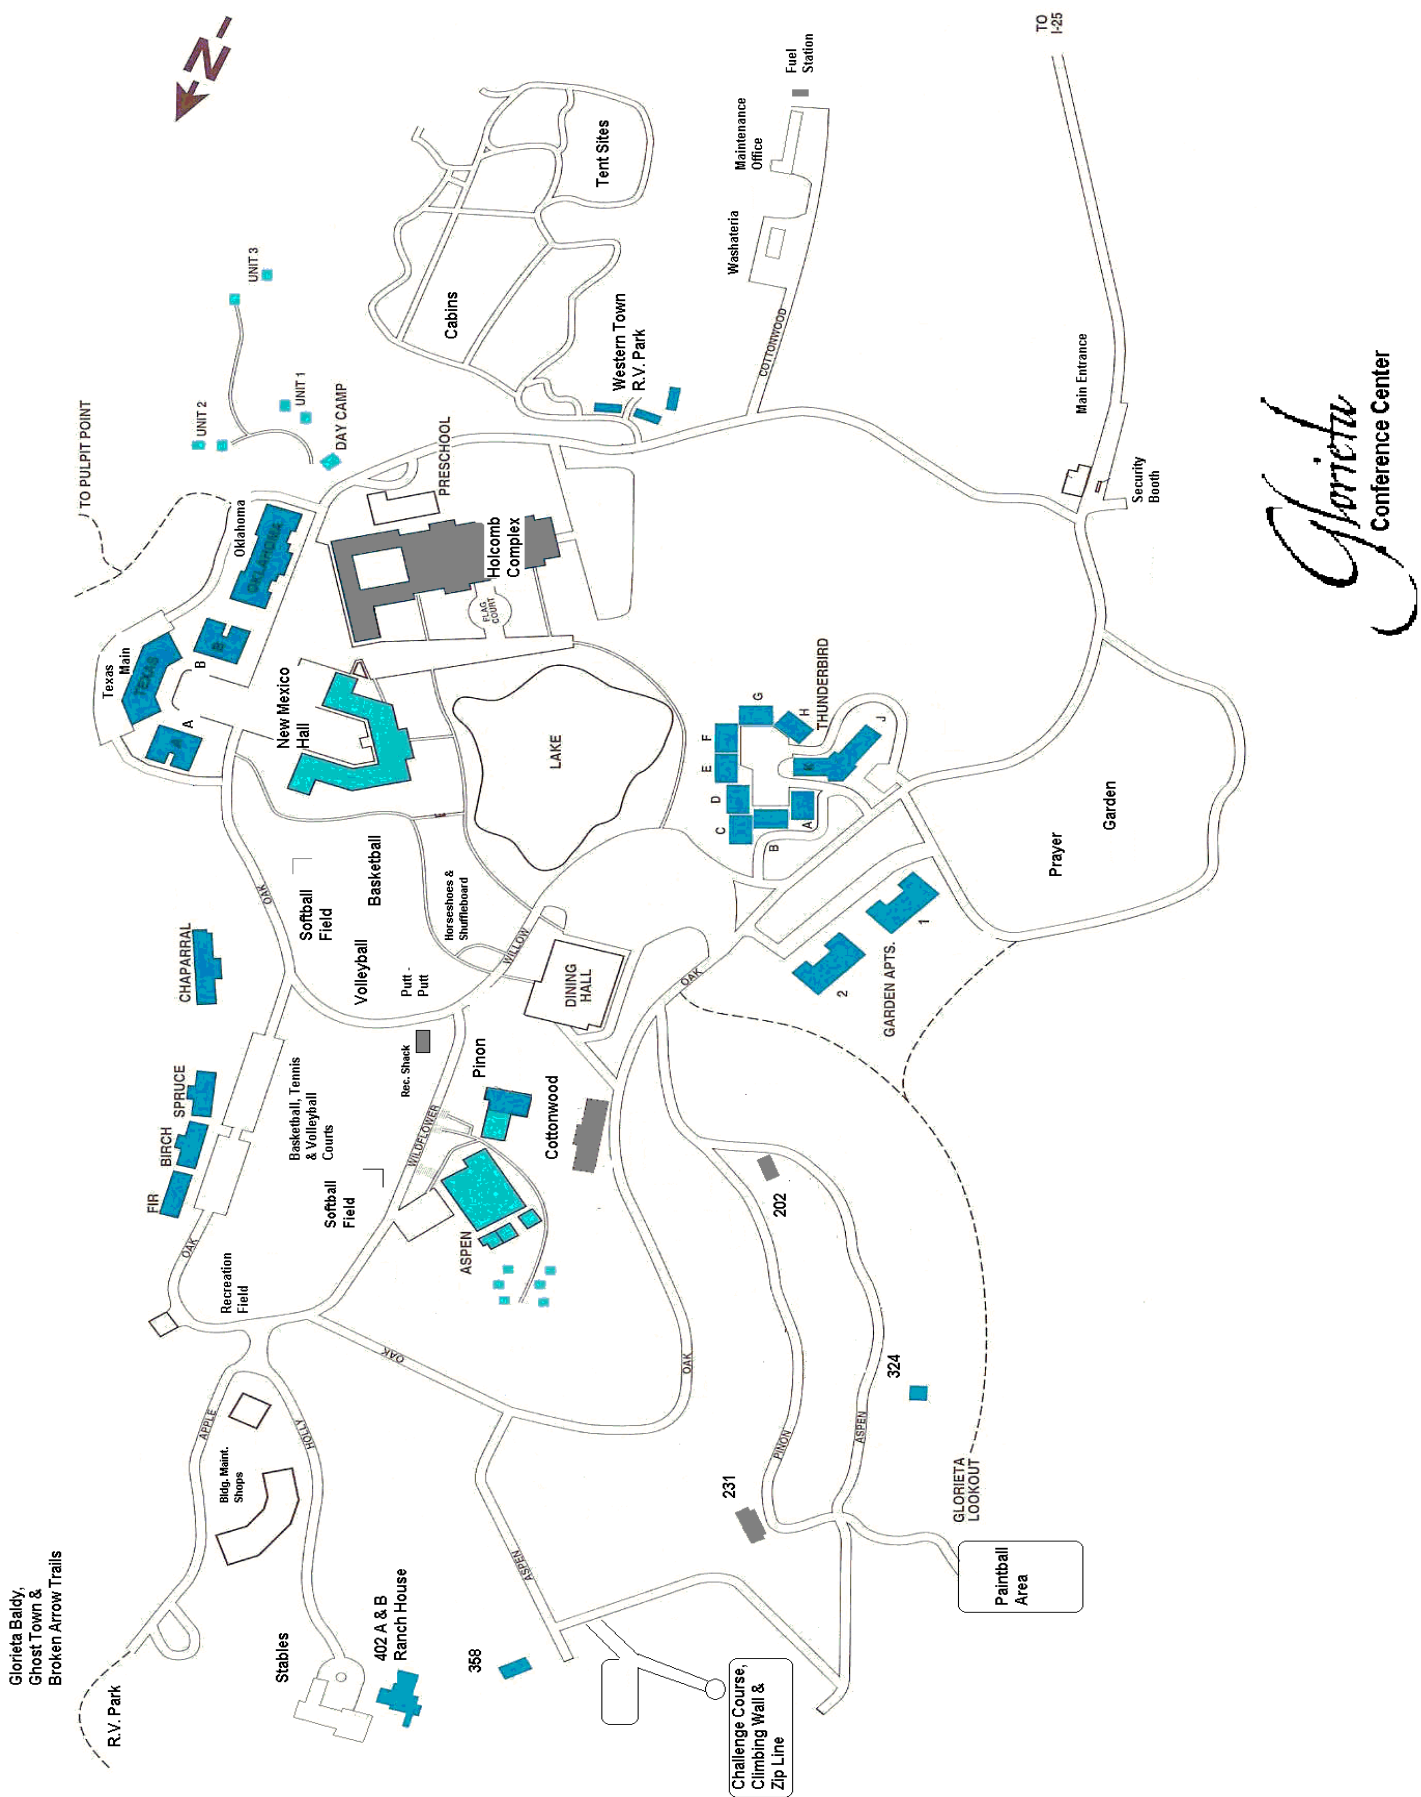 Glorieta Baldy,
Ghost Town &
Broken Arrow Trails
R.V. Park
TO PULPIT POINT
Texas
Main
TEXAS
A
A
B
B
Oklahoma
OKLAHOMA
UNIT 2
UNIT 1
UNIT 3
DAY CAMP
N
FIR
BIRCH
SPRUCE
CHAPARRAL
OAK
OAK
New Mexico
Hall
PRESCHOOL
Holcomb
Complex
FLAG
COURT
APPLE
HOLLY
Bldg. Maint.
Shops
Recreation
Field
Stables
402 A & B
Ranch House
Basketball, Tennis
& Volleyball
Courts
Softball
Field
Softball
Field
Volleyball
Basketball
Putt -
Putt
Rec. Shack
Horseshoes &
Shuffleboard
WILDFLOWER
WILLOW
OAK
ASPEN
Pinon
Cottonwood
DINING
HALL
LAKE
Cabins
Tent Sites
Western Town
R.V. Park
358
ASPEN
OAK
OAK
C
D
E
F
G
H
J
K
A
B
THUNDERBIRD
Washateria
Maintenance
Office
Fuel
Station
COTTONWOOD
231
202
PINON
ASPEN
324
2
1
GARDEN APTS.
Challenge Course,
Climbing Wall &
Zip Line
GLORIETA
LOOKOUT
Paintball
Area
Prayer
Garden
Main Entrance
Security
Booth
TO
I-25
Glorieta
Conference Center